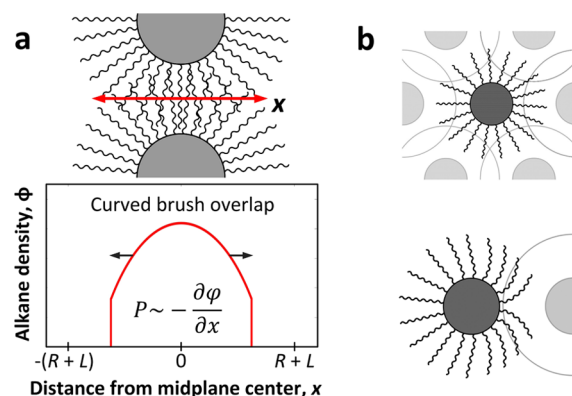 a
b
x
Alkane density, ϕ
Curved brush overlap
P ~ − ∂φ/∂x
-(R + L)
0
R + L
Distance from midplane center, x